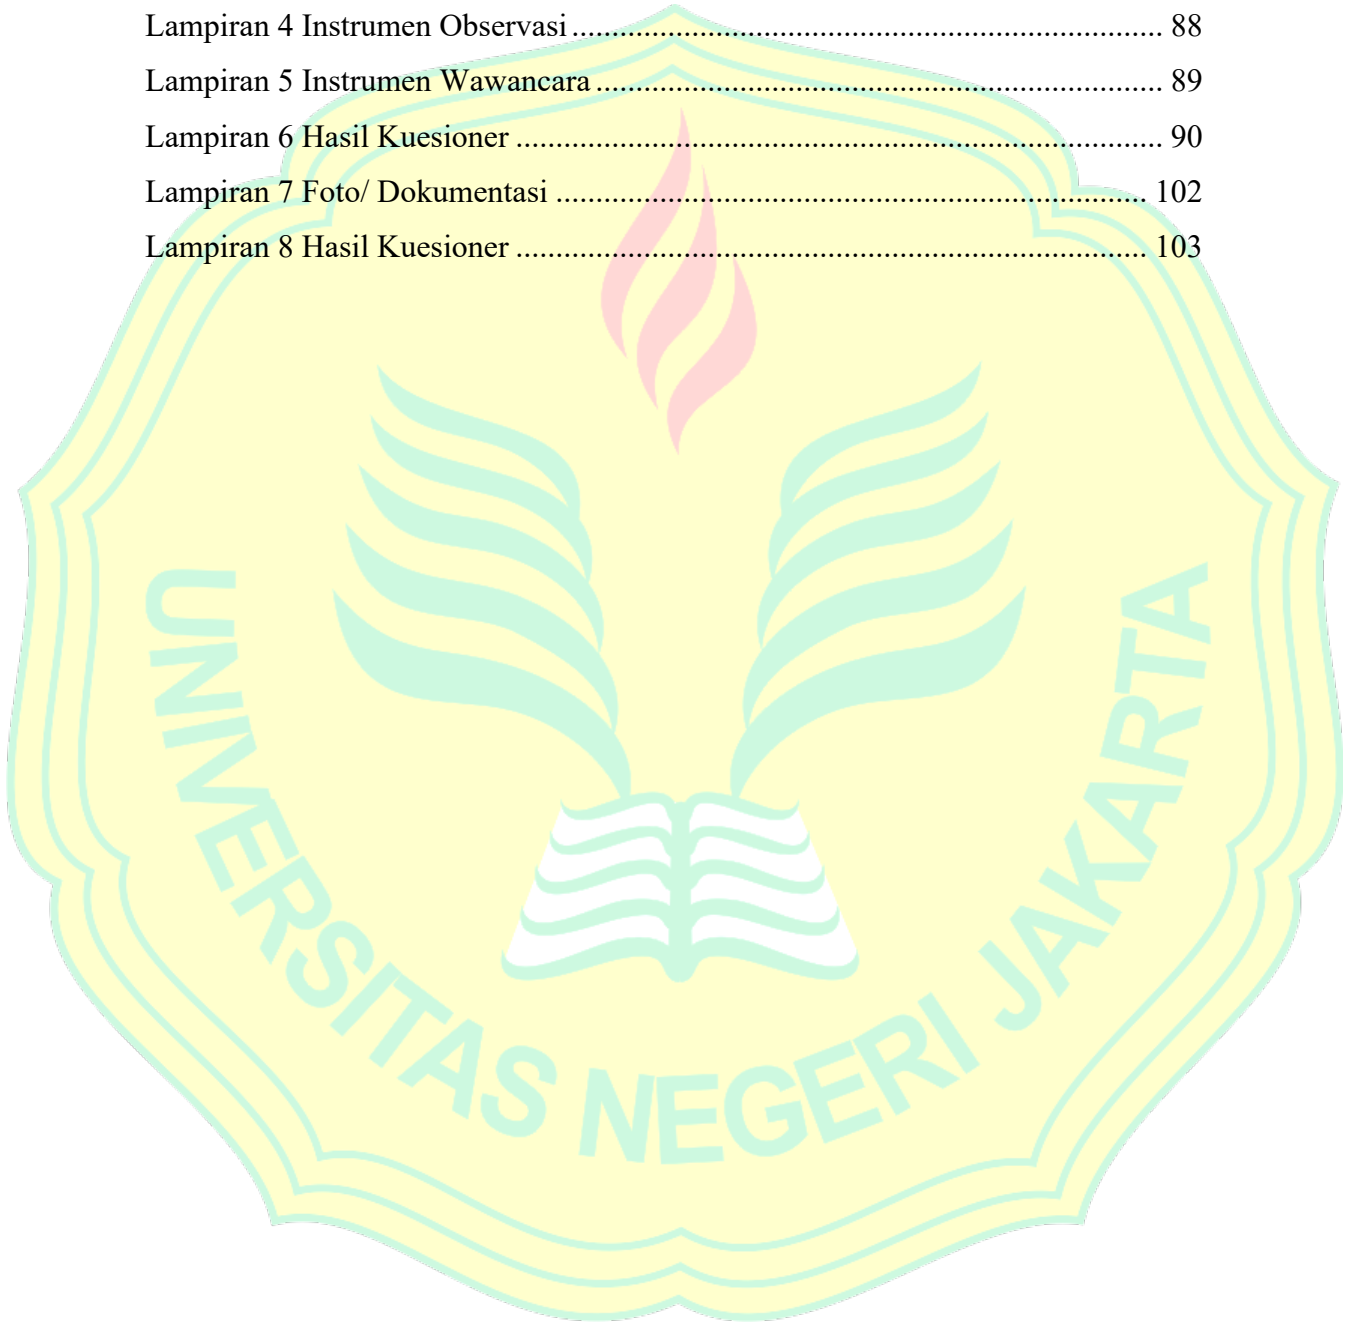 Lampiran 4 Instrumen Observasi........................................................................... 88
Lampiran 5 Instrumen Wawancara ........................................................................ 89
Lampiran 6 Hasil Kuesioner .................................................................................. 90
Lampiran 7 Foto/ Dokumentasi ........................................................................... 102
Lampiran 8 Hasil Kuesioner ................................................................................ 103
UNIVERSITAS NEGERI JAKARTA